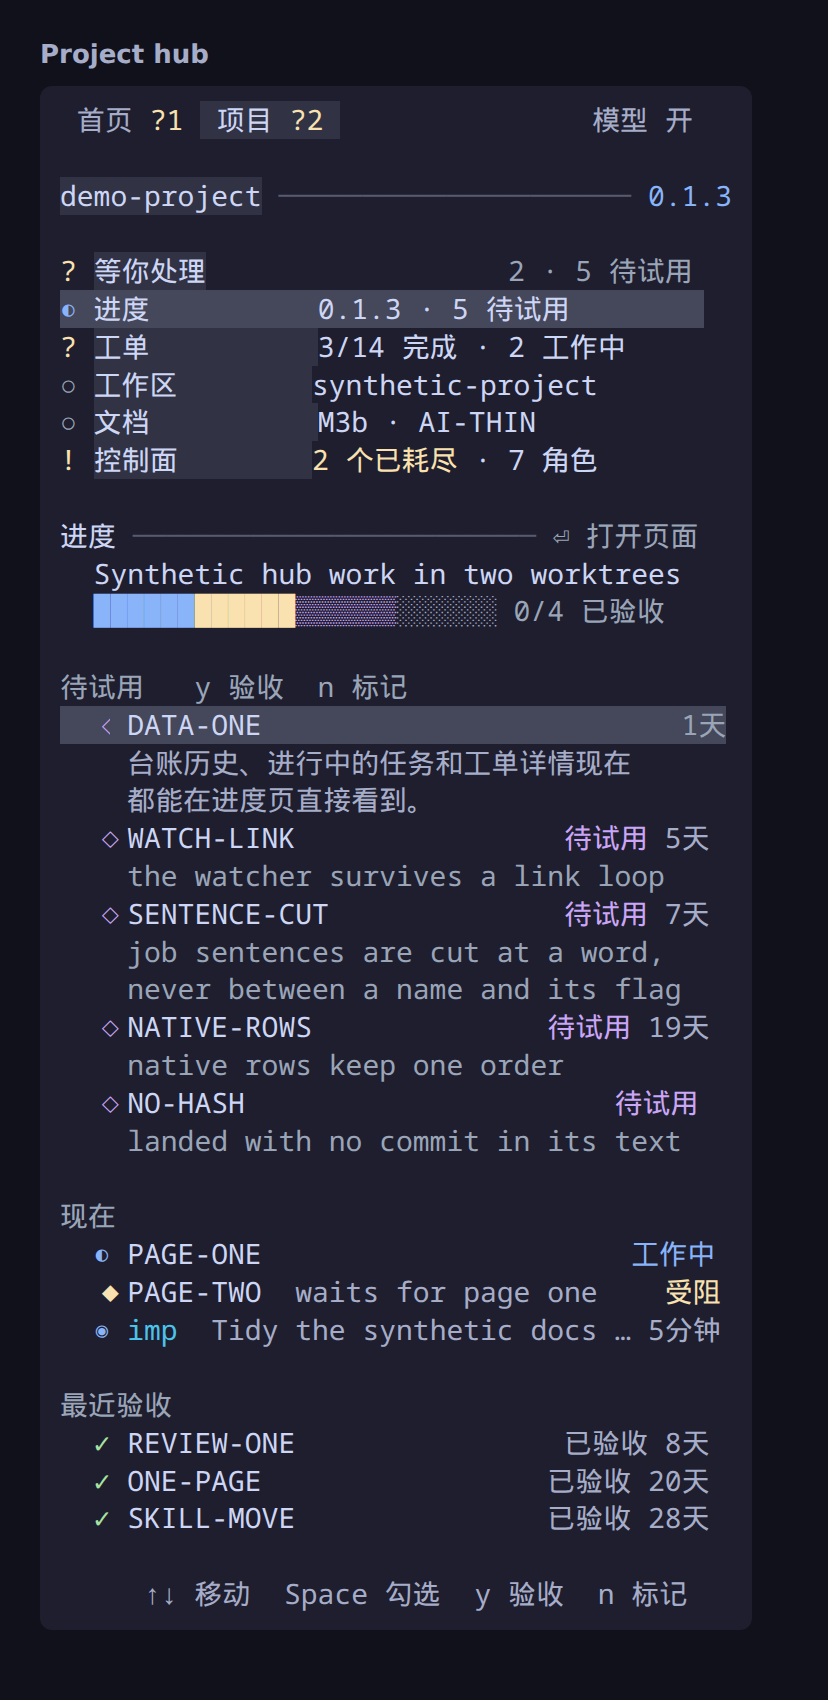 Project hub
首页 ?1 项目 ?2 模型 开
demo-project 0.1.3
? 等你处理 2 · 5 待试用
◐ 进度 0.1.3 · 5 待试用
? 工单 3/14 完成 · 2 工作中
○ 工作区 synthetic-project
○ 文档 M3b · AI-THIN
! 控制面 2 个已耗尽 · 7 角色
进度 ⏎ 打开页面
Synthetic hub work in two worktrees
0/4 已验收
待试用 y 验收 n 标记
DATA-ONE 1天
台账历史、进行中的任务和工单详情现在
都能在进度页直接看到。
◇ WATCH-LINK 待试用 5天
the watcher survives a link loop
◇ SENTENCE-CUT 待试用 7天
job sentences are cut at a word,
never between a name and its flag
◇ NATIVE-ROWS 待试用 19天
native rows keep one order
◇ NO-HASH 待试用
landed with no commit in its text
现在
◐ PAGE-ONE 工作中
◆ PAGE-TWO waits for page one 受阻
◉ imp Tidy the synthetic docs … 5分钟
最近验收
✓ REVIEW-ONE 已验收 8天
✓ ONE-PAGE 已验收 20天
✓ SKILL-MOVE 已验收 28天
↑↓ 移动 Space 勾选 y 验收 n 标记